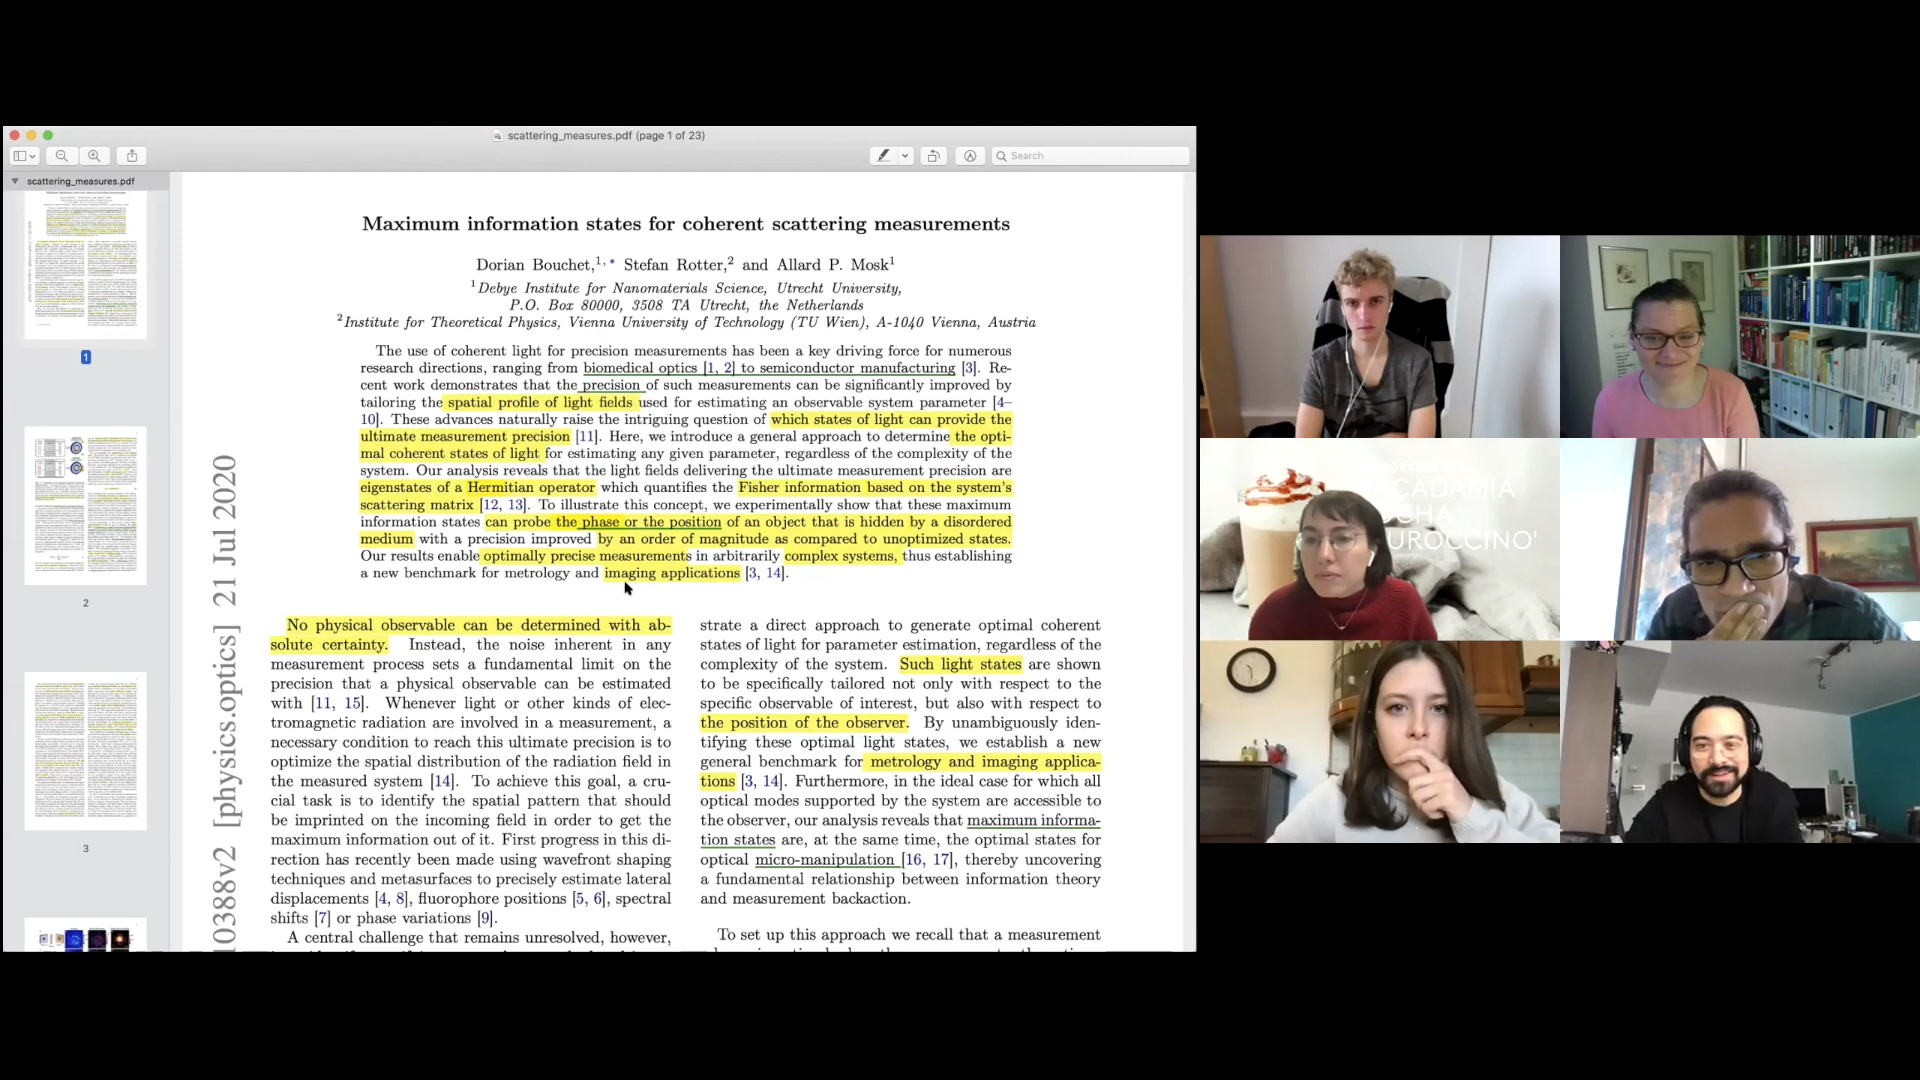 scattering_measures.pdf (page 1 of 23)
Search
scattering_measures.pdf
1
2
3
10388v2 [physics.optics] 21 Jul 2020
Maximum information states for coherent scattering measurements
Dorian Bouchet,1, * Stefan Rotter,2 and Allard P. Mosk1
1Debye Institute for Nanomaterials Science, Utrecht University,
P.O. Box 80000, 3508 TA Utrecht, the Netherlands
2Institute for Theoretical Physics, Vienna University of Technology (TU Wien), A-1040 Vienna, Austria
The use of coherent light for precision measurements has been a key driving force for numerous
research directions, ranging from biomedical optics [1, 2] to semiconductor manufacturing [3]. Re-
cent work demonstrates that the precision of such measurements can be significantly improved by
tailoring the spatial profile of light fields used for estimating an observable system parameter [4–
10]. These advances naturally raise the intriguing question of which states of light can provide the
ultimate measurement precision [11]. Here, we introduce a general approach to determine the opti-
mal coherent states of light for estimating any given parameter, regardless of the complexity of the
system. Our analysis reveals that the light fields delivering the ultimate measurement precision are
eigenstates of a Hermitian operator which quantifies the Fisher information based on the system's
scattering matrix [12, 13]. To illustrate this concept, we experimentally show that these maximum
information states can probe the phase or the position of an object that is hidden by a disordered
medium with a precision improved by an order of magnitude as compared to unoptimized states.
Our results enable optimally precise measurements in arbitrarily complex systems, thus establishing
a new benchmark for metrology and imaging applications [3, 14].
No physical observable can be determined with ab-
solute certainty. Instead, the noise inherent in any
measurement process sets a fundamental limit on the
precision that a physical observable can be estimated
with [11, 15]. Whenever light or other kinds of elec-
tromagnetic radiation are involved in a measurement, a
necessary condition to reach this ultimate precision is to
optimize the spatial distribution of the radiation field in
the measured system [14]. To achieve this goal, a cru-
cial task is to identify the spatial pattern that should
be imprinted on the incoming field in order to get the
maximum information out of it. First progress in this di-
rection has recently been made using wavefront shaping
techniques and metasurfaces to precisely estimate lateral
displacements [4, 8], fluorophore positions [5, 6], spectral
shifts [7] or phase variations [9].
A central challenge that remains unresolved, however,
strate a direct approach to generate optimal coherent
states of light for parameter estimation, regardless of the
complexity of the system. Such light states are shown
to be specifically tailored not only with respect to the
specific observable of interest, but also with respect to
the position of the observer. By unambiguously iden-
tifying these optimal light states, we establish a new
general benchmark for metrology and imaging applica-
tions [3, 14]. Furthermore, in the ideal case for which all
optical modes supported by the system are accessible to
the observer, our analysis reveals that maximum informa-
tion states are, at the same time, the optimal states for
optical micro-manipulation [16, 17], thereby uncovering
a fundamental relationship between information theory
and measurement backaction.
To set up this approach we recall that a measurement